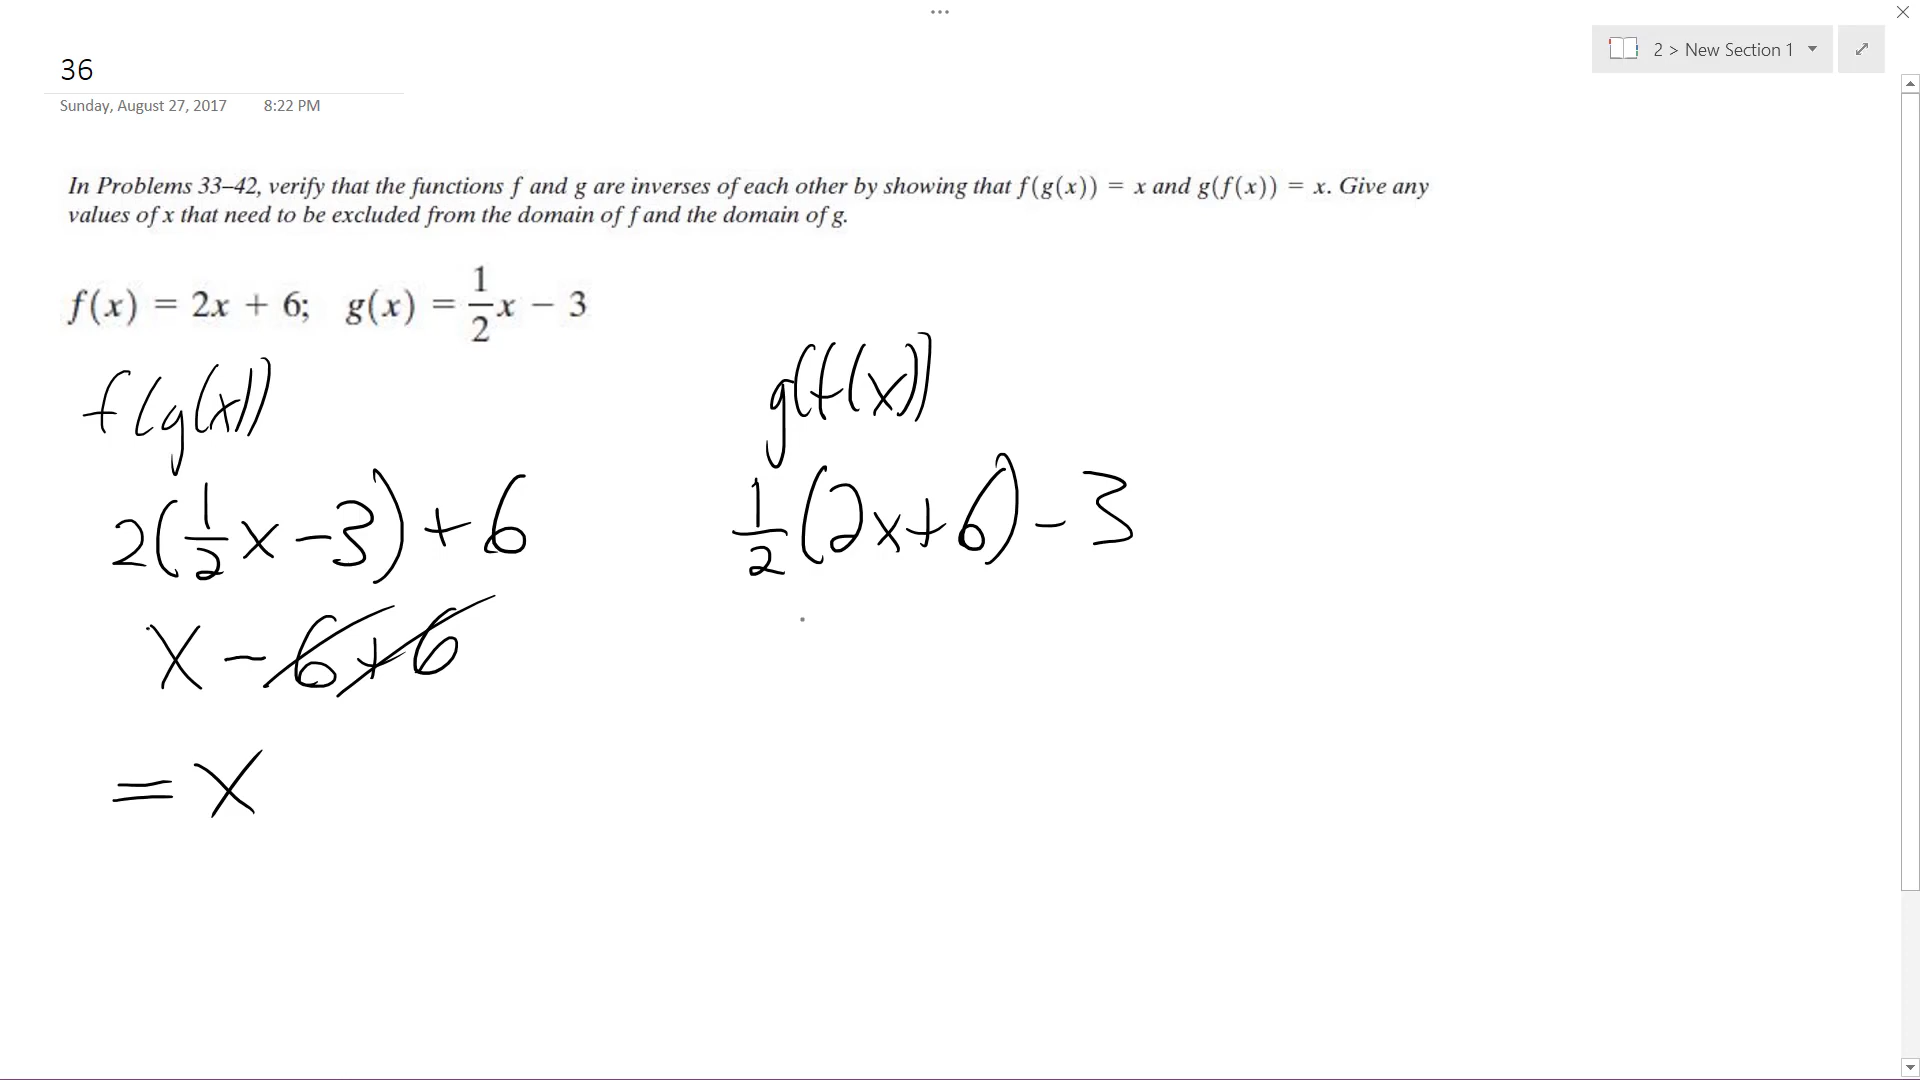 ...
2 > New Section 1
36
Sunday, August 27, 2017 8:22 PM
In Problems 33–42, verify that the functions f and g are inverses of each other by showing that f(g(x)) = x and g(f(x)) = x. Give any
values of x that need to be excluded from the domain of f and the domain of g.
f(x) = 2x + 6; g(x) = 1/2 x − 3
f(g(x))
2(1/2 x − 3) + 6
x − 6 + 6
= x
g(f(x))
1/2 (2x + 6) − 3